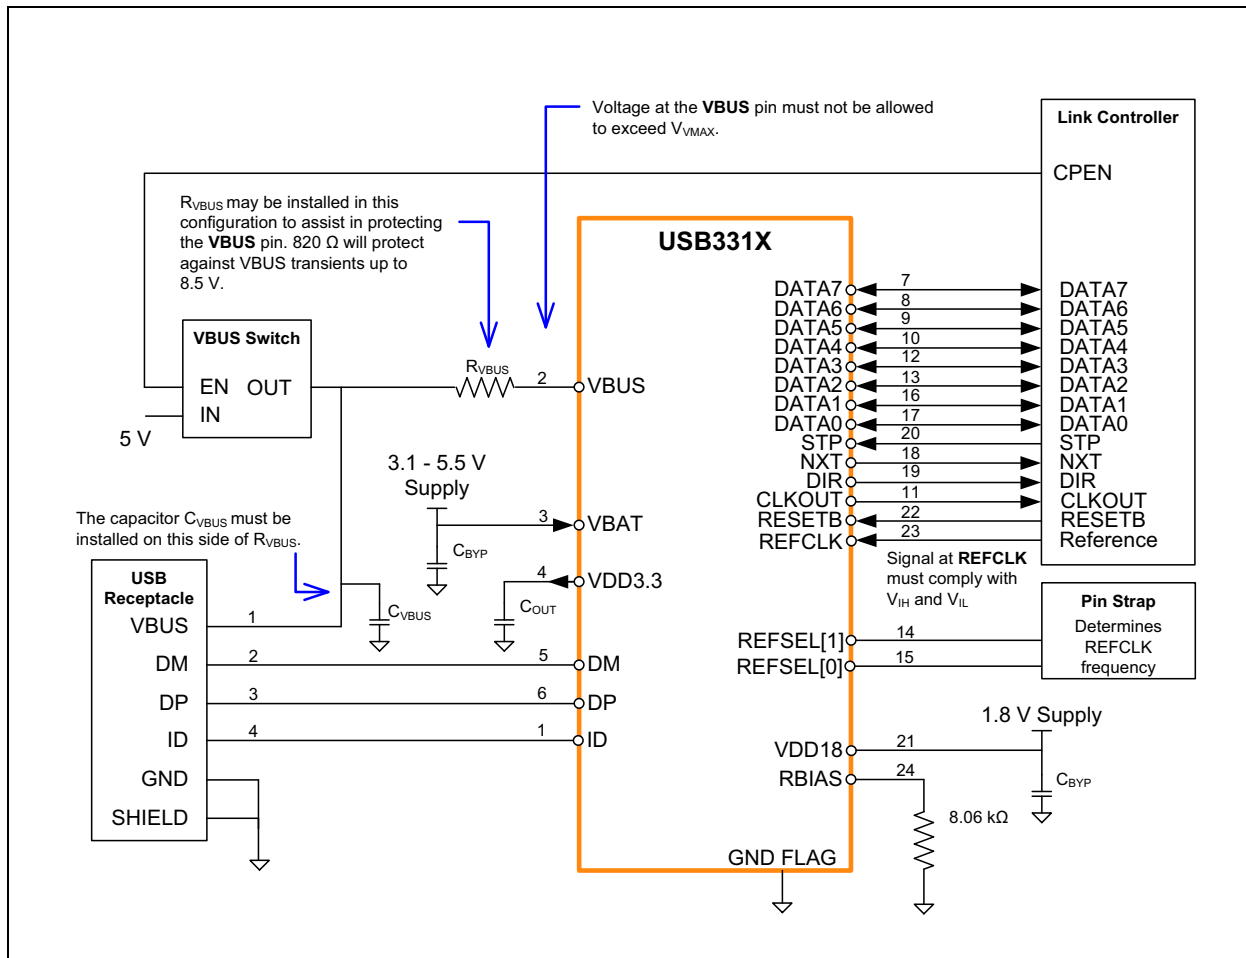 Voltage at the VBUS pin must not be allowed
to exceed VVMAX.
Link Controller
CPEN
RVBUS may be installed in this
configuration to assist in protecting
the VBUS pin. 820 Ω will protect
against VBUS transients up to
8.5 V.
USB331X
DATA7 7 DATA7
DATA6 8 DATA6
DATA5 9 DATA5
DATA4 10 DATA4
DATA3 12 DATA3
DATA2 13 DATA2
DATA1 16 DATA1
DATA0 17 DATA0
STP 20 STP
NXT 18 NXT
DIR 19 DIR
CLKOUT 11 CLKOUT
RESETB 22 RESETB
REFCLK 23 Reference
VBUS Switch
EN OUT
IN
5 V
RVBUS
2 VBUS
3.1 - 5.5 V
Supply
3 VBAT
CBYP
4 VDD3.3
COUT
The capacitor CVBUS must be
installed on this side of RVBUS.
CVBUS
USB
Receptacle
VBUS 1
DM 2 5 DM
DP 3 6 DP
ID 4 1 ID
GND
SHIELD
Signal at REFCLK
must comply with
VIH and VIL
Pin Strap
Determines
REFCLK
frequency
REFSEL[1] 14
REFSEL[0] 15
1.8 V Supply
VDD18 21
RBIAS 24
CBYP
8.06 kΩ
GND FLAG